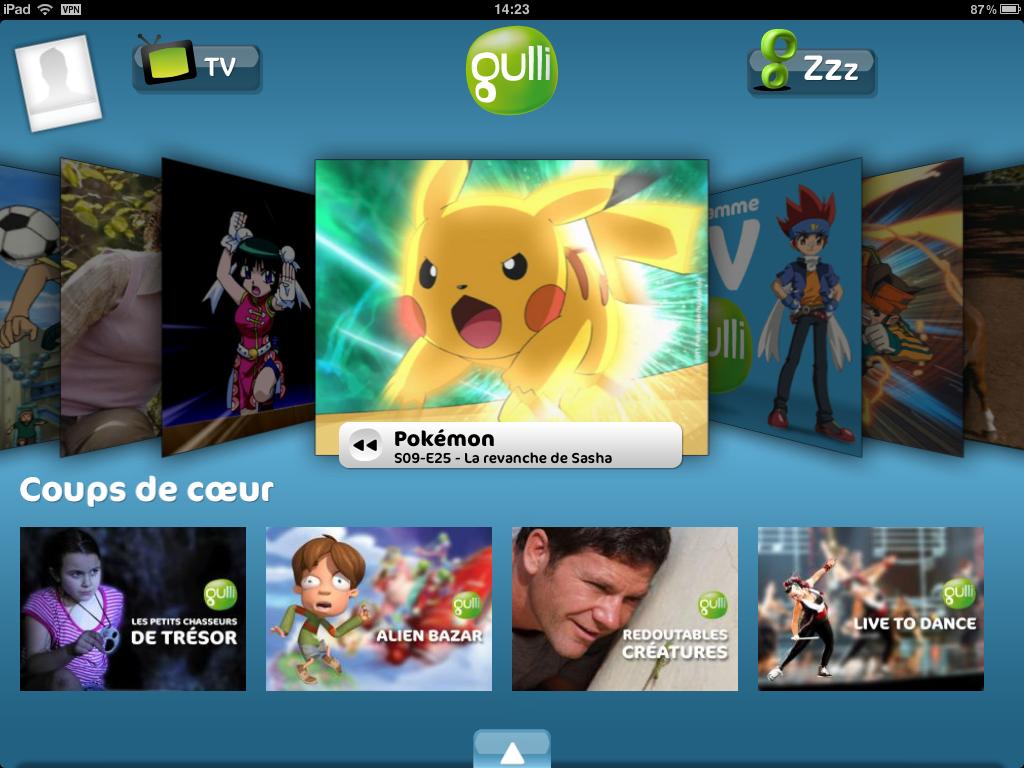 iPad VPN 14:23 87%
TV
gulli
Zzz
amme
V
ulli
Pokémon
S09-E25 - La revanche de Sasha
Coups de cœur
gulli
LES PETITS CHASSEURS
DE TRÉSOR
gulli
ALIEN BAZAR
gulli
REDOUTABLES
CRÉATURES
gulli
LIVE TO DANCE